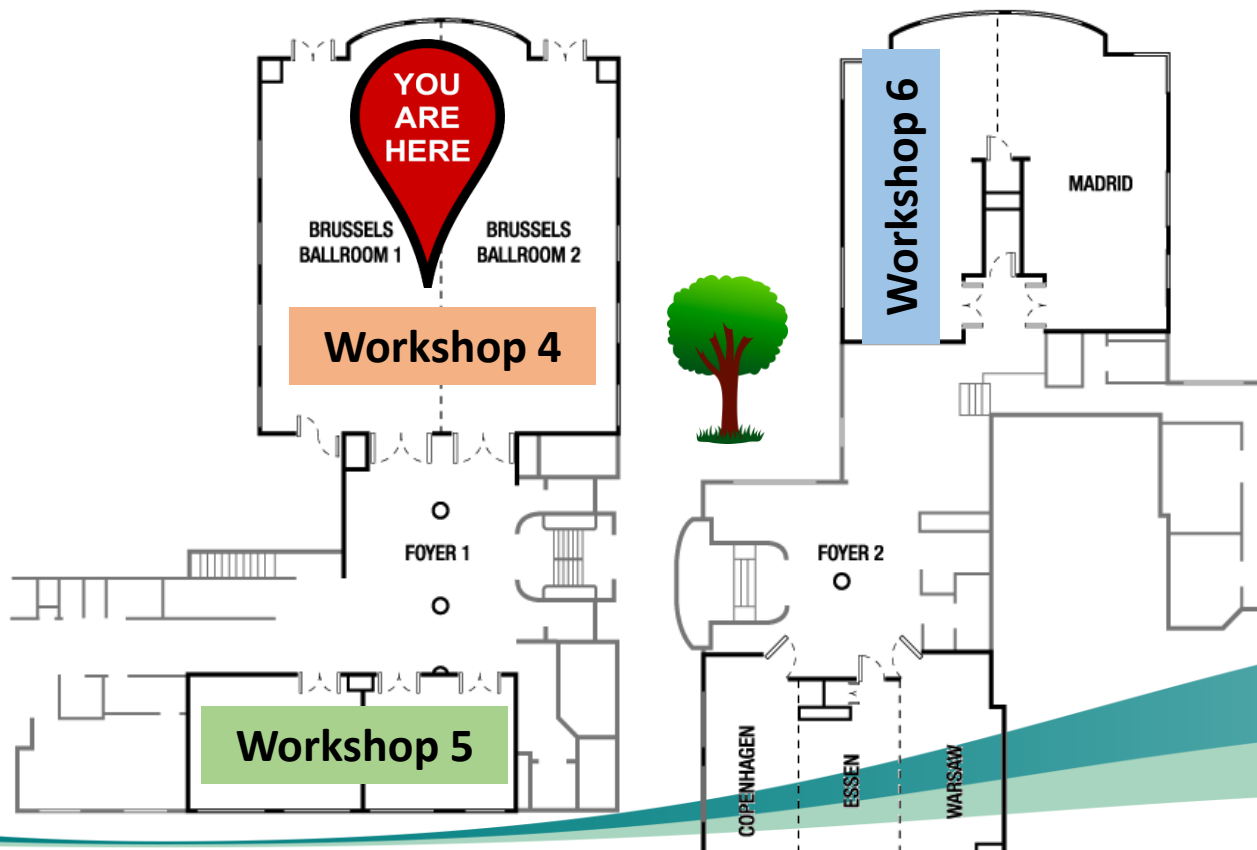 YOU
ARE
HERE
BRUSSELS
BALLROOM 1
BRUSSELS
BALLROOM 2
Workshop 4
Workshop 6
MADRID
FOYER 1
FOYER 2
Workshop 5
COPENHAGEN
ESSEN
WARSAW